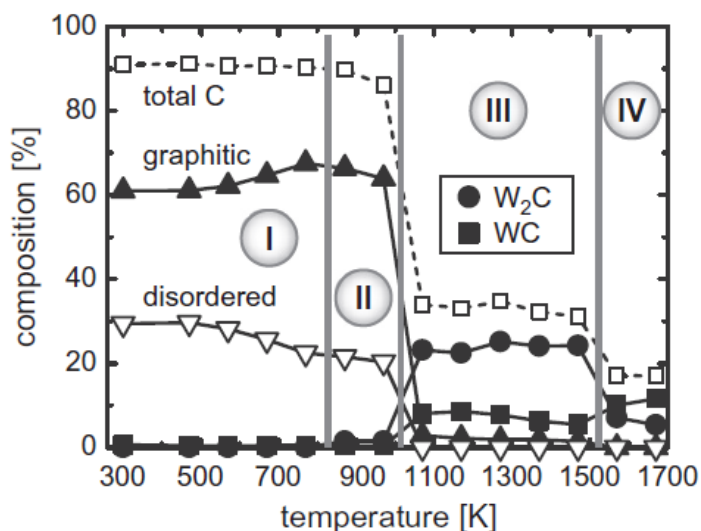 100
80
60
40
20
0
composition [%]
total C
graphitic
disordered
I
II
III
IV
W₂C
WC
300 500 700 900 1100 1300 1500 1700
temperature [K]